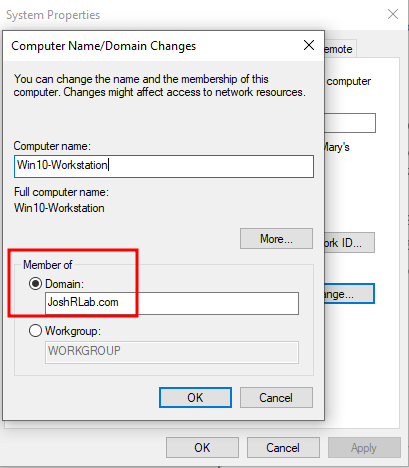 System Properties
Computer Name/Domain Changes
emote
You can change the name and the membership of this
computer. Changes might affect access to network resources.
computer
Mary's
Computer name:
Win10-Workstation
Full computer name:
Win10-Workstation
More...
ork ID...
Member of
Domain:
JoshRLab.com
ange...
Workgroup:
WORKGROUP
OK Cancel
OK Cancel Apply